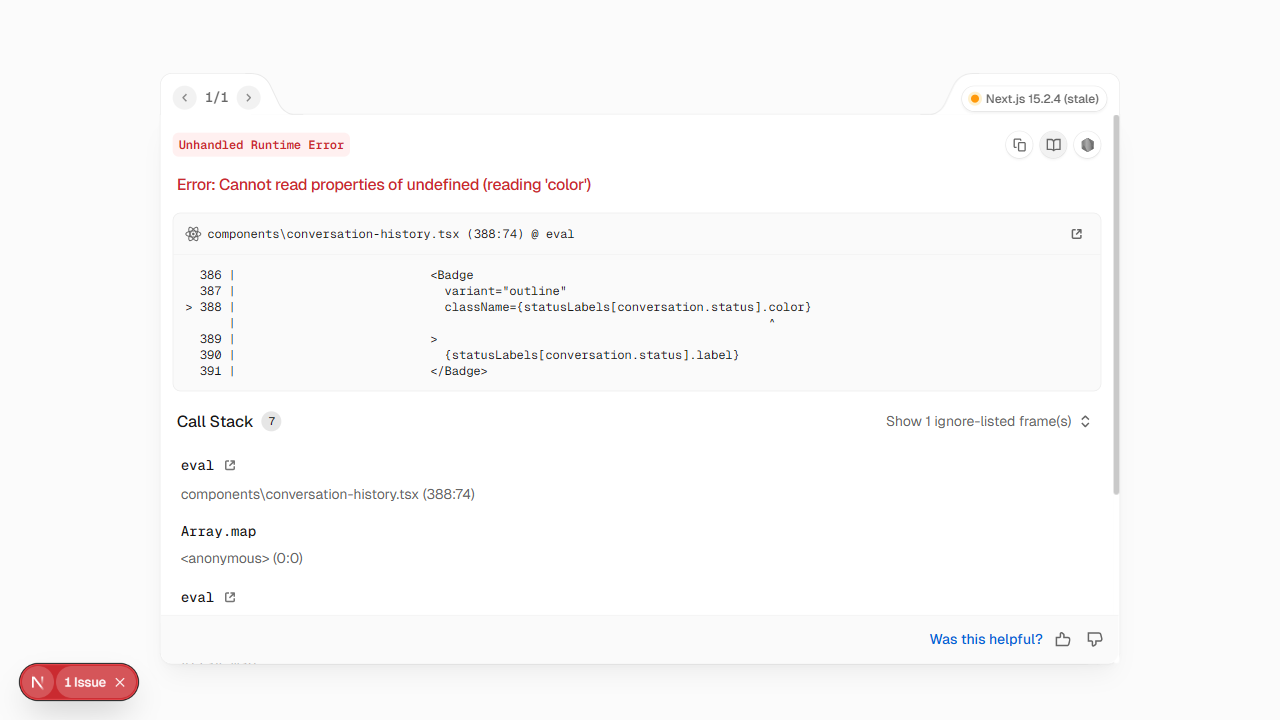 1/1
Next.js 15.2.4 (stale)
Unhandled Runtime Error
Error: Cannot read properties of undefined (reading 'color')
components\conversation-history.tsx (388:74) @ eval
386 | <Badge
387 | variant="outline"
> 388 | className={statusLabels[conversation.status].color}
| ^
389 | >
390 | {statusLabels[conversation.status].label}
391 | </Badge>
Call Stack 7
Show 1 ignore-listed frame(s)
eval
components\conversation-history.tsx (388:74)
Array.map
<anonymous> (0:0)
eval
Was this helpful?
N 1 Issue